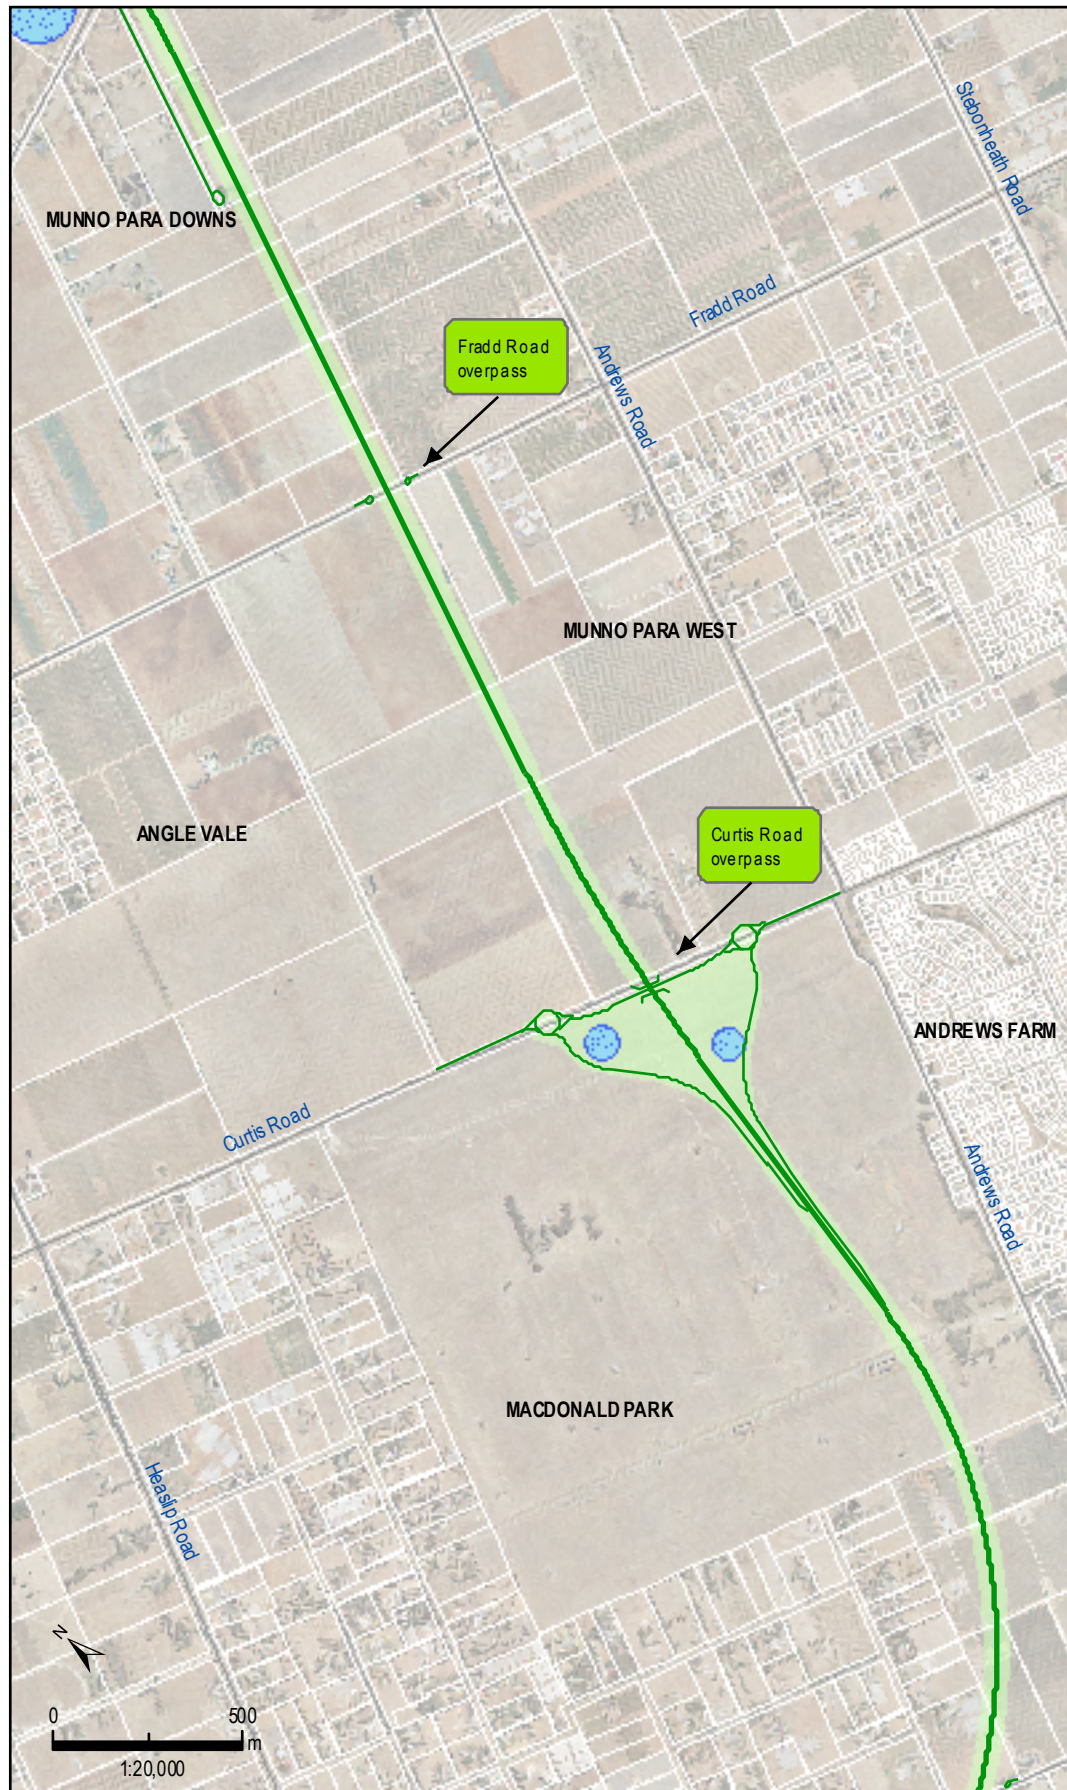 Stebonheath Road
MUNNO PARA DOWNS
Fradd Road
Fradd Road
overpass
Andrews Road
MUNNO PARA WEST
Curtis Road
overpass
ANGLE VALE
ANDREWS FARM
Curtis Road
Andrews Road
MACDONALD PARK
Heaslip Road
N
0 500
m
1:20,000